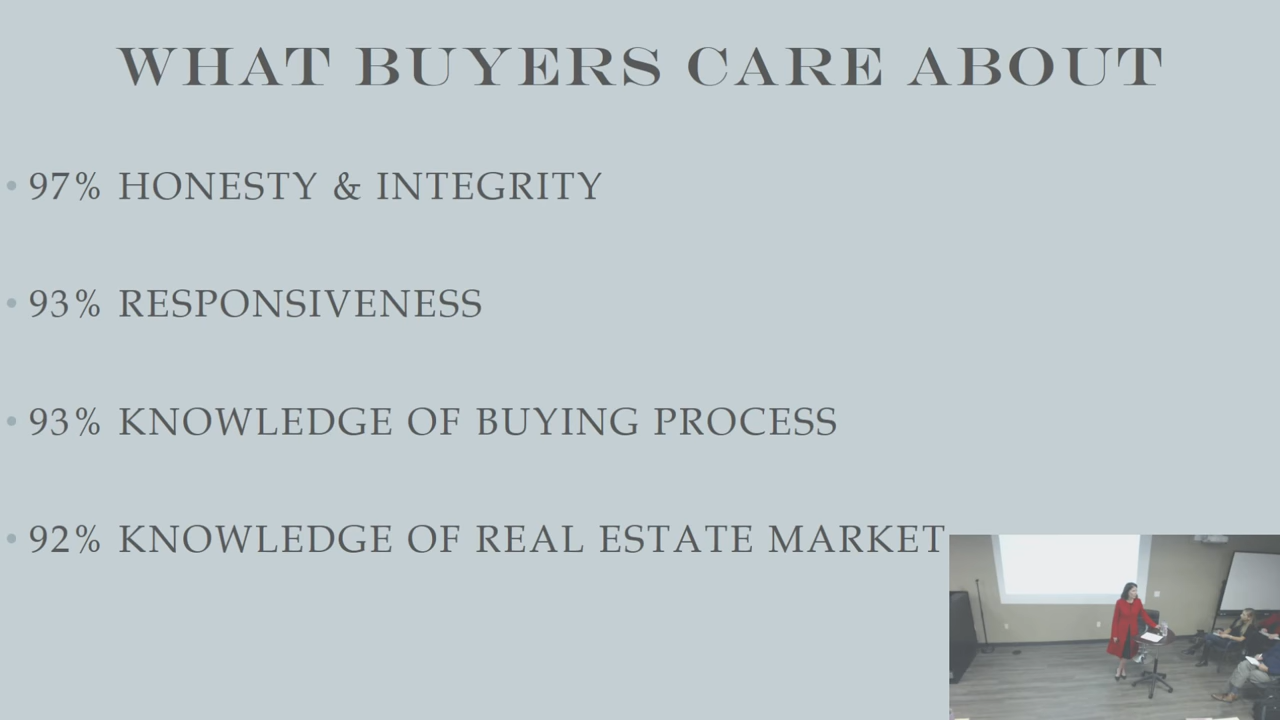 WHAT BUYERS CARE ABOUT
• 97% HONESTY & INTEGRITY
• 93% RESPONSIVENESS
• 93% KNOWLEDGE OF BUYING PROCESS
• 92% KNOWLEDGE OF REAL ESTATE MARKET